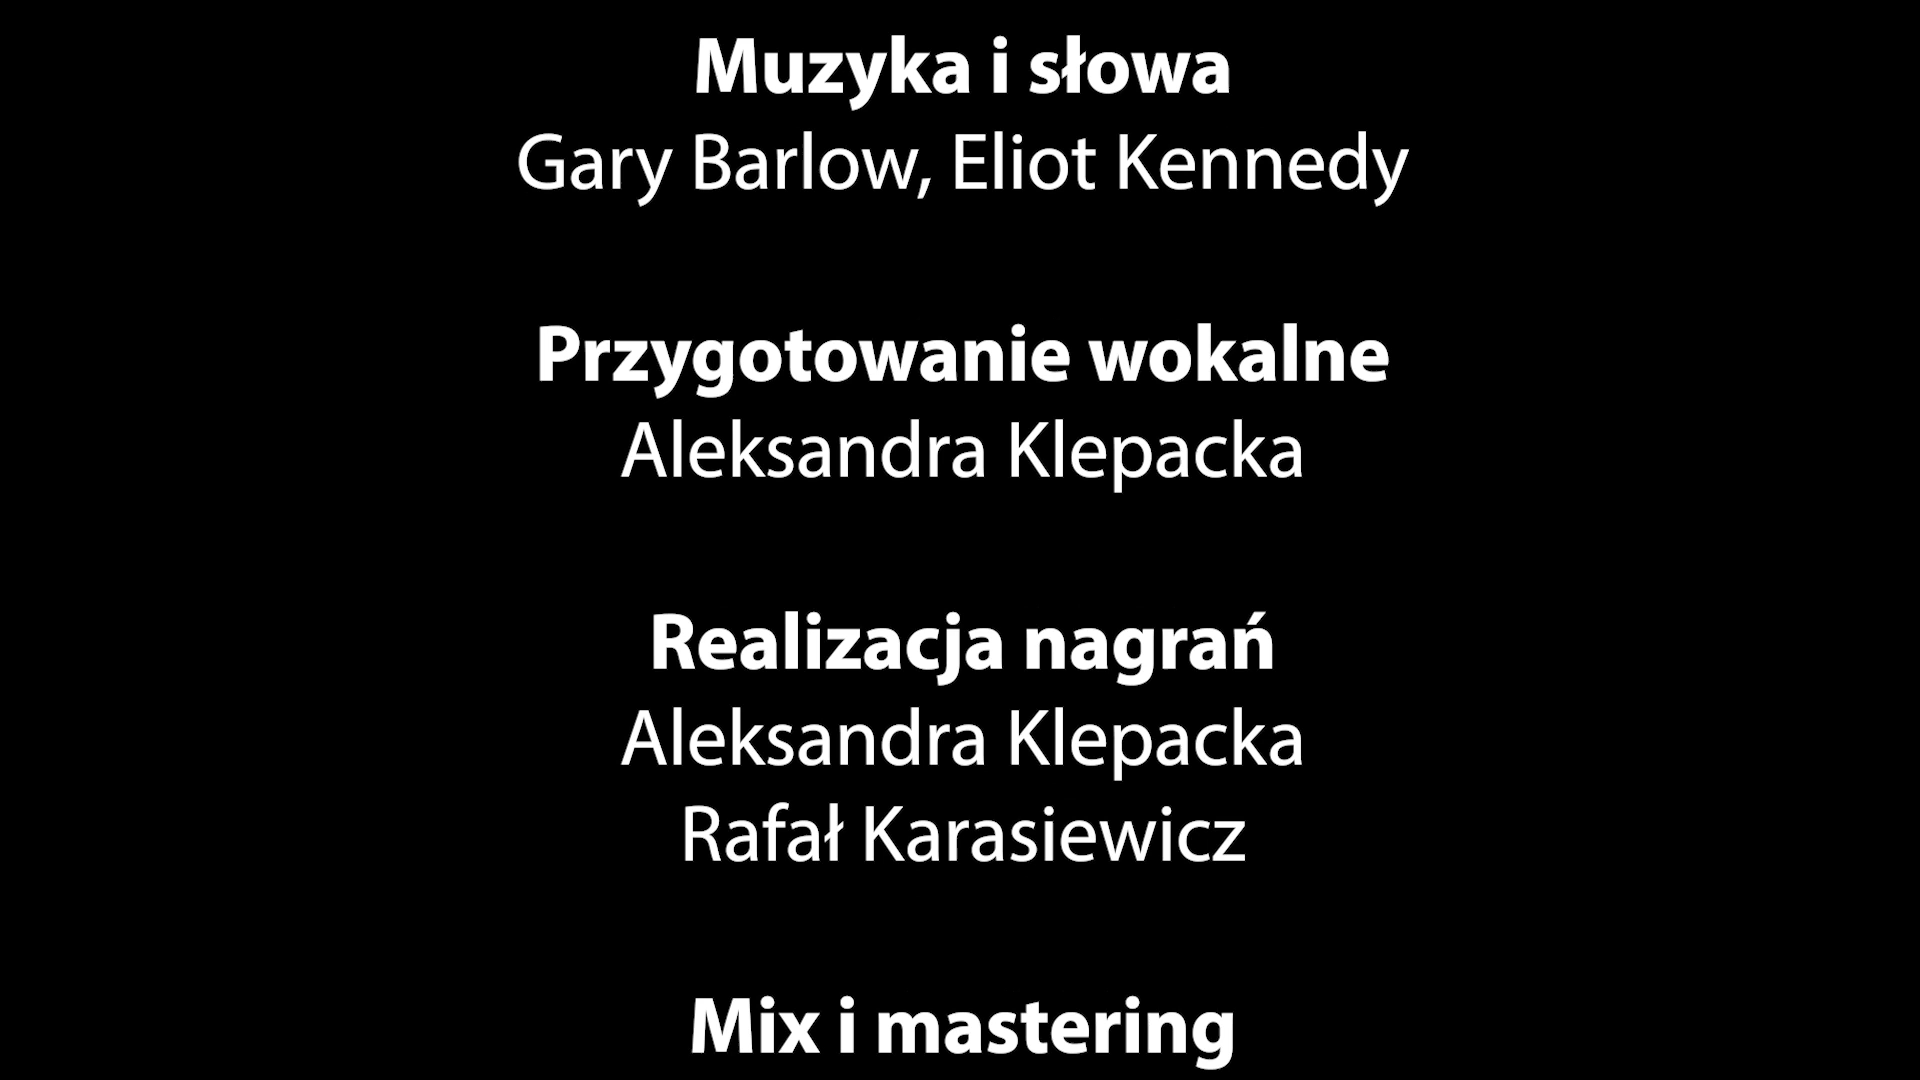 Muzyka i słowa
Gary Barlow, Eliot Kennedy
Przygotowanie wokalne
Aleksandra Klepacka
Realizacja nagrań
Aleksandra Klepacka
Rafał Karasiewicz
Mix i mastering